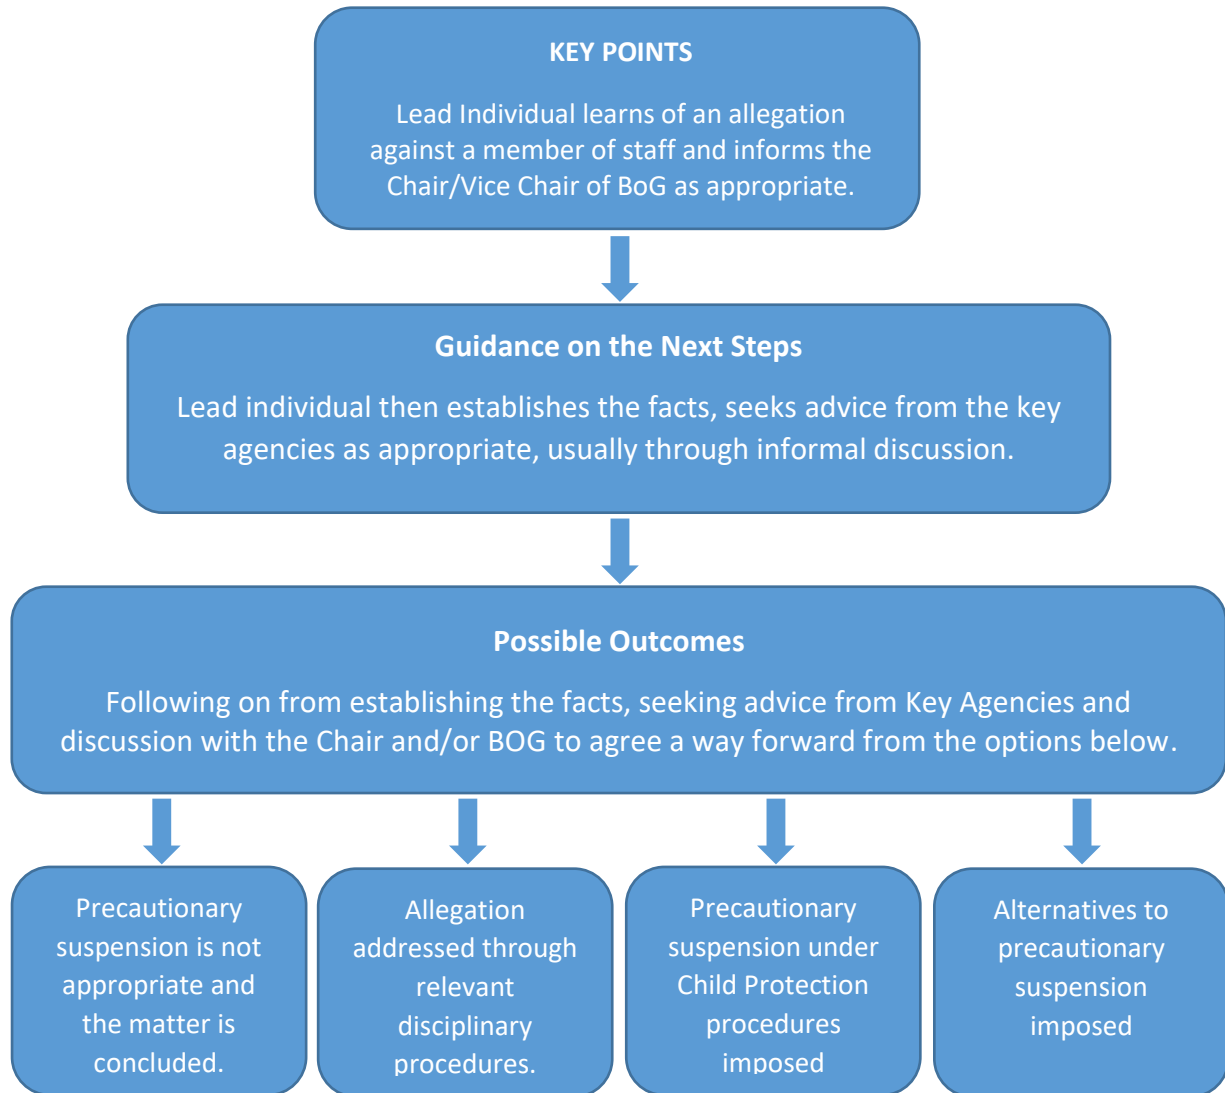 KEY POINTS
Lead Individual learns of an allegation
against a member of staff and informs the
Chair/Vice Chair of BoG as appropriate.
Guidance on the Next Steps
Lead individual then establishes the facts, seeks advice from the key
agencies as appropriate, usually through informal discussion.
Possible Outcomes
Following on from establishing the facts, seeking advice from Key Agencies and
discussion with the Chair and/or BOG to agree a way forward from the options below.
Precautionary
suspension is not
appropriate and
the matter is
concluded.
Allegation
addressed through
relevant
disciplinary
procedures.
Precautionary
suspension under
Child Protection
procedures
imposed
Alternatives to
precautionary
suspension
imposed